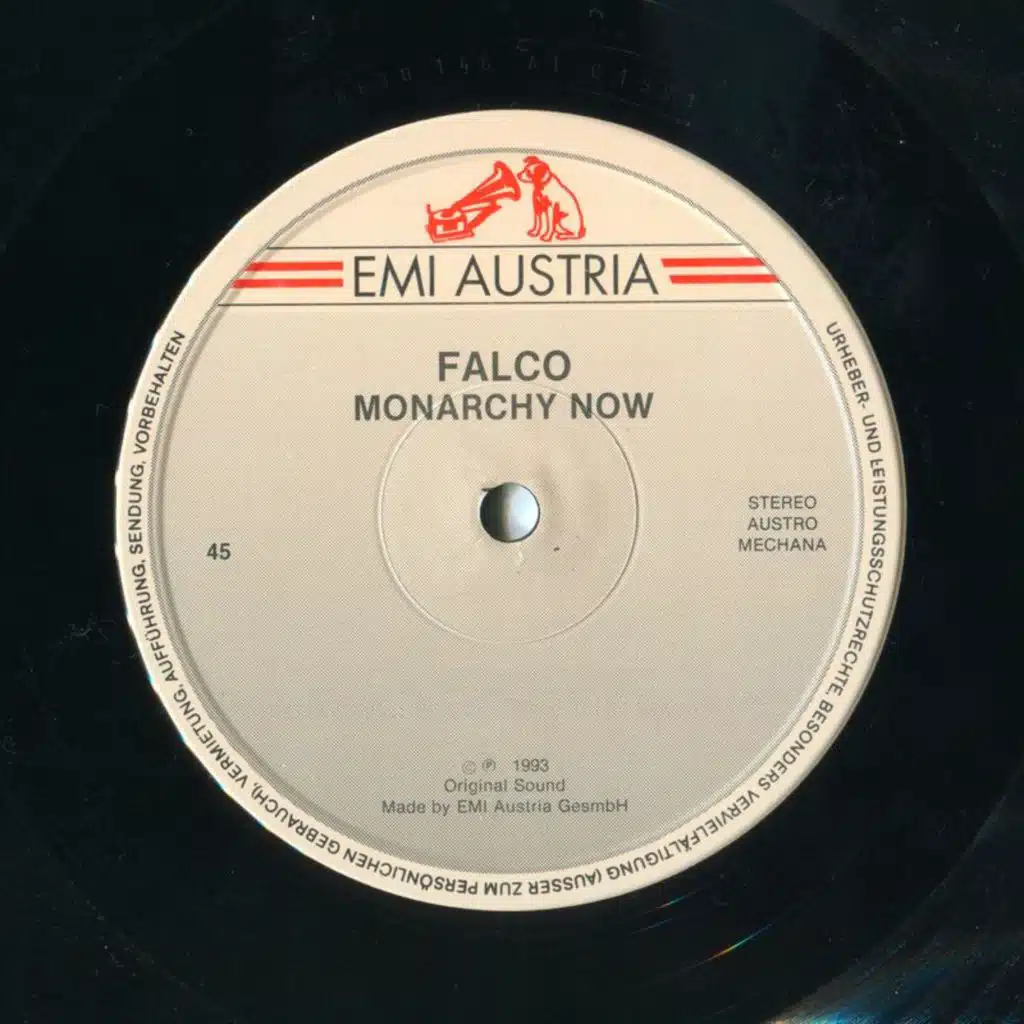 EMI AUSTRIA
FALCO
MONARCHY NOW
45
STEREO
AUSTRO
MECHANA
© ℗ 1993
Original Sound
Made by EMI Austria GesmbH
URHEBER- UND LEISTUNGSSCHUTZRECHTE, BESONDERS VERVIELFÄLTIGUNG (AUSSER ZUM PERSÖNLICHEN GEBRAUCH), VERMIETUNG, AUFFÜHRUNG, SENDUNG, VORBEHALTEN